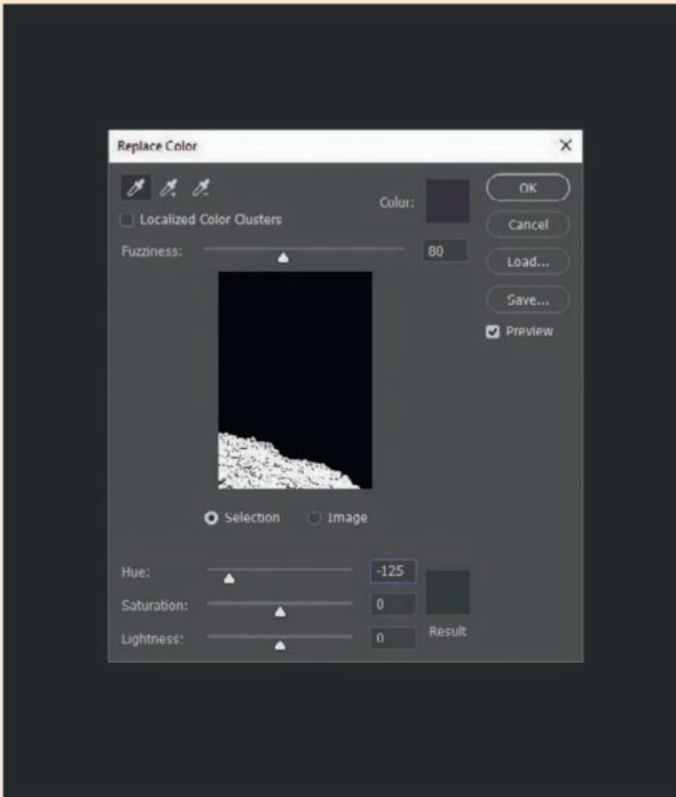 Replace Color
Color:
OK
Localized Color Clusters
Cancel
Fuzziness:
80
Load...
Save...
Preview
Selection
Image
Hue:
-125
Saturation:
0
Lightness:
0
Result